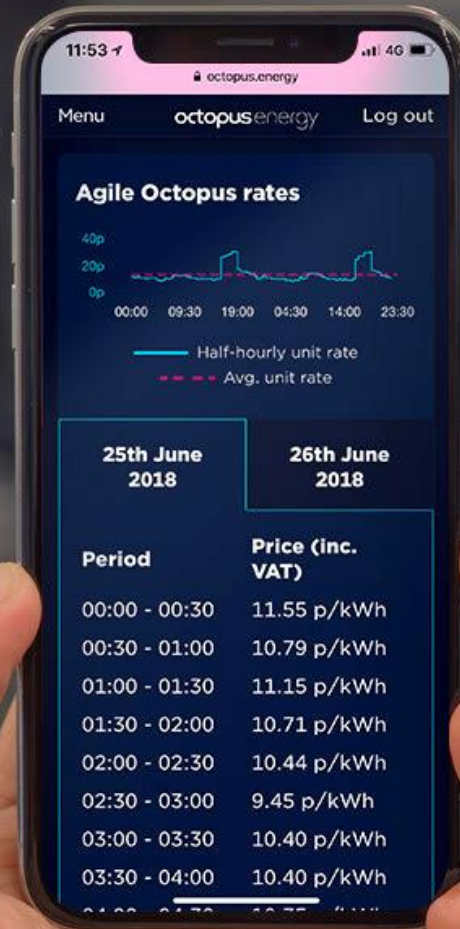 11:53
4G
octopus.energy
Menu octopusenergy Log out
Agile Octopus rates
40p
20p
0p
00:00 09:30 19:00 04:30 14:00 23:30
Half-hourly unit rate
Avg. unit rate
25th June 2018
26th June 2018
Period Price (inc. VAT)
00:00 - 00:30 11.55 p/kWh
00:30 - 01:00 10.79 p/kWh
01:00 - 01:30 11.15 p/kWh
01:30 - 02:00 10.71 p/kWh
02:00 - 02:30 10.44 p/kWh
02:30 - 03:00 9.45 p/kWh
03:00 - 03:30 10.40 p/kWh
03:30 - 04:00 10.40 p/kWh